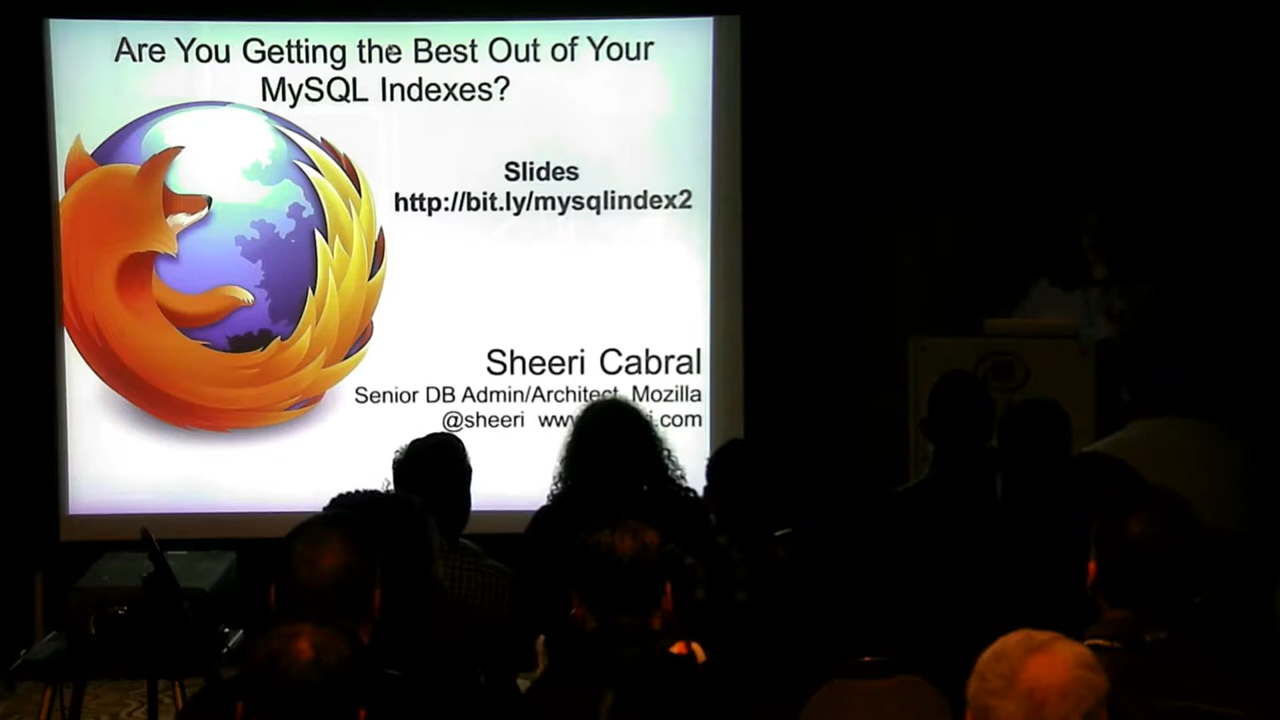 Are You Getting the Best Out of Your
MySQL Indexes?
Slides
http://bit.ly/mysqlindex2
Sheeri Cabral
Senior DB Admin/Architect, Mozilla
@sheeri